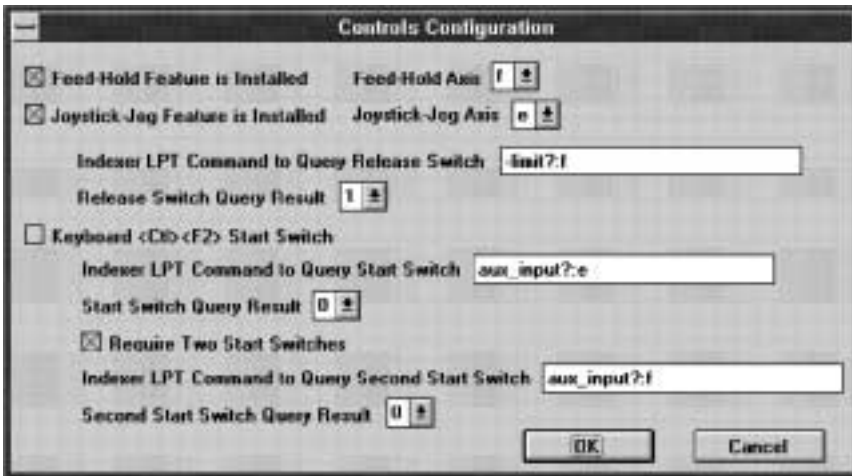 Controls Configuration
Feed-Hold Feature is Installed Feed-Hold Axis f
Joystick-Jog Feature is Installed Joystick-Jog Axis e
Indexer LPT Command to Query Release Switch -limit?:f
Release Switch Query Result 1
Keyboard <Ctl> <F2> Start Switch
Indexer LPT Command to Query Start Switch aux_input?:e
Start Switch Query Result 0
Require Two Start Switches
Indexer LPT Command to Query Second Start Switch aux_input?:f
Second Start Switch Query Result 0
OK Cancel